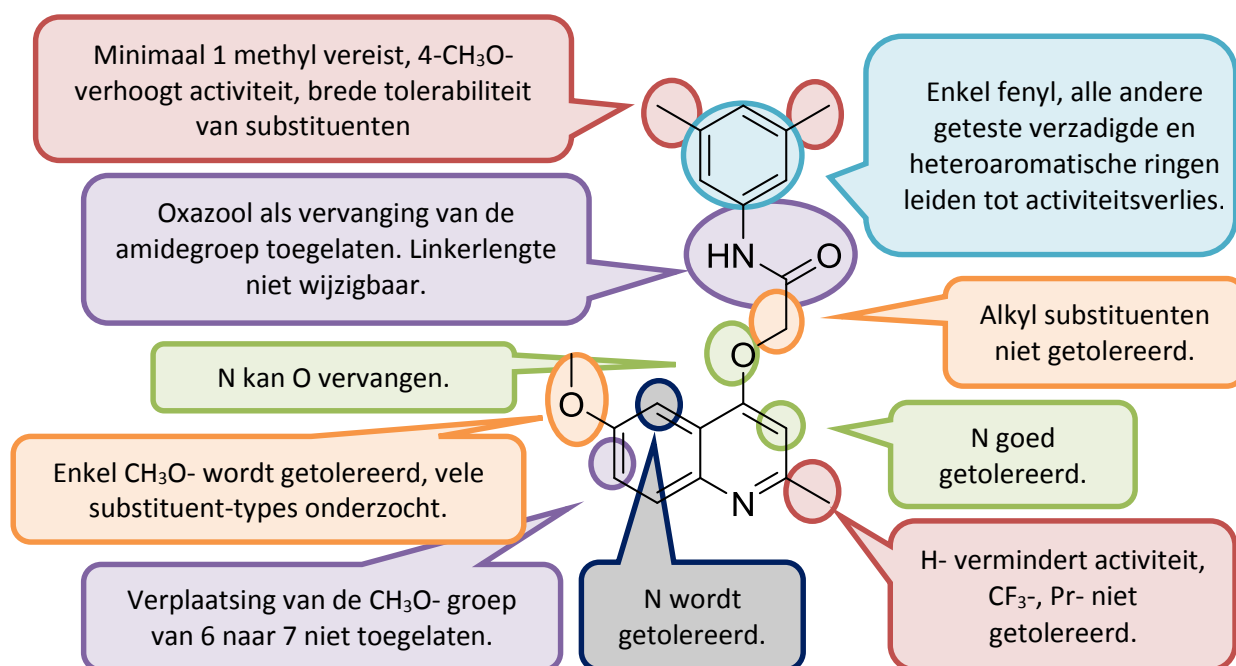 Minimaal 1 methyl vereist, 4-CH₃O-
verhoogt activiteit, brede tolerabiliteit
van substituenten
Enkel fenyl, alle andere
geteste verzadigde en
heteroaromatische ringen
leiden tot activiteitsverlies.
Oxazool als vervanging van de
amidegroep toegelaten. Linkerlengte
niet wijzigbaar.
HN
O
Alkyl substituenten
niet getolereerd.
N kan O vervangen.
O
O
N goed
getolereerd.
Enkel CH₃O- wordt getolereerd, vele
substituent-types onderzocht.
N
H- vermindert activiteit,
CF₃-, Pr- niet
getolereerd.
Verplaatsing van de CH₃O- groep
van 6 naar 7 niet toegelaten.
N wordt
getolereerd.